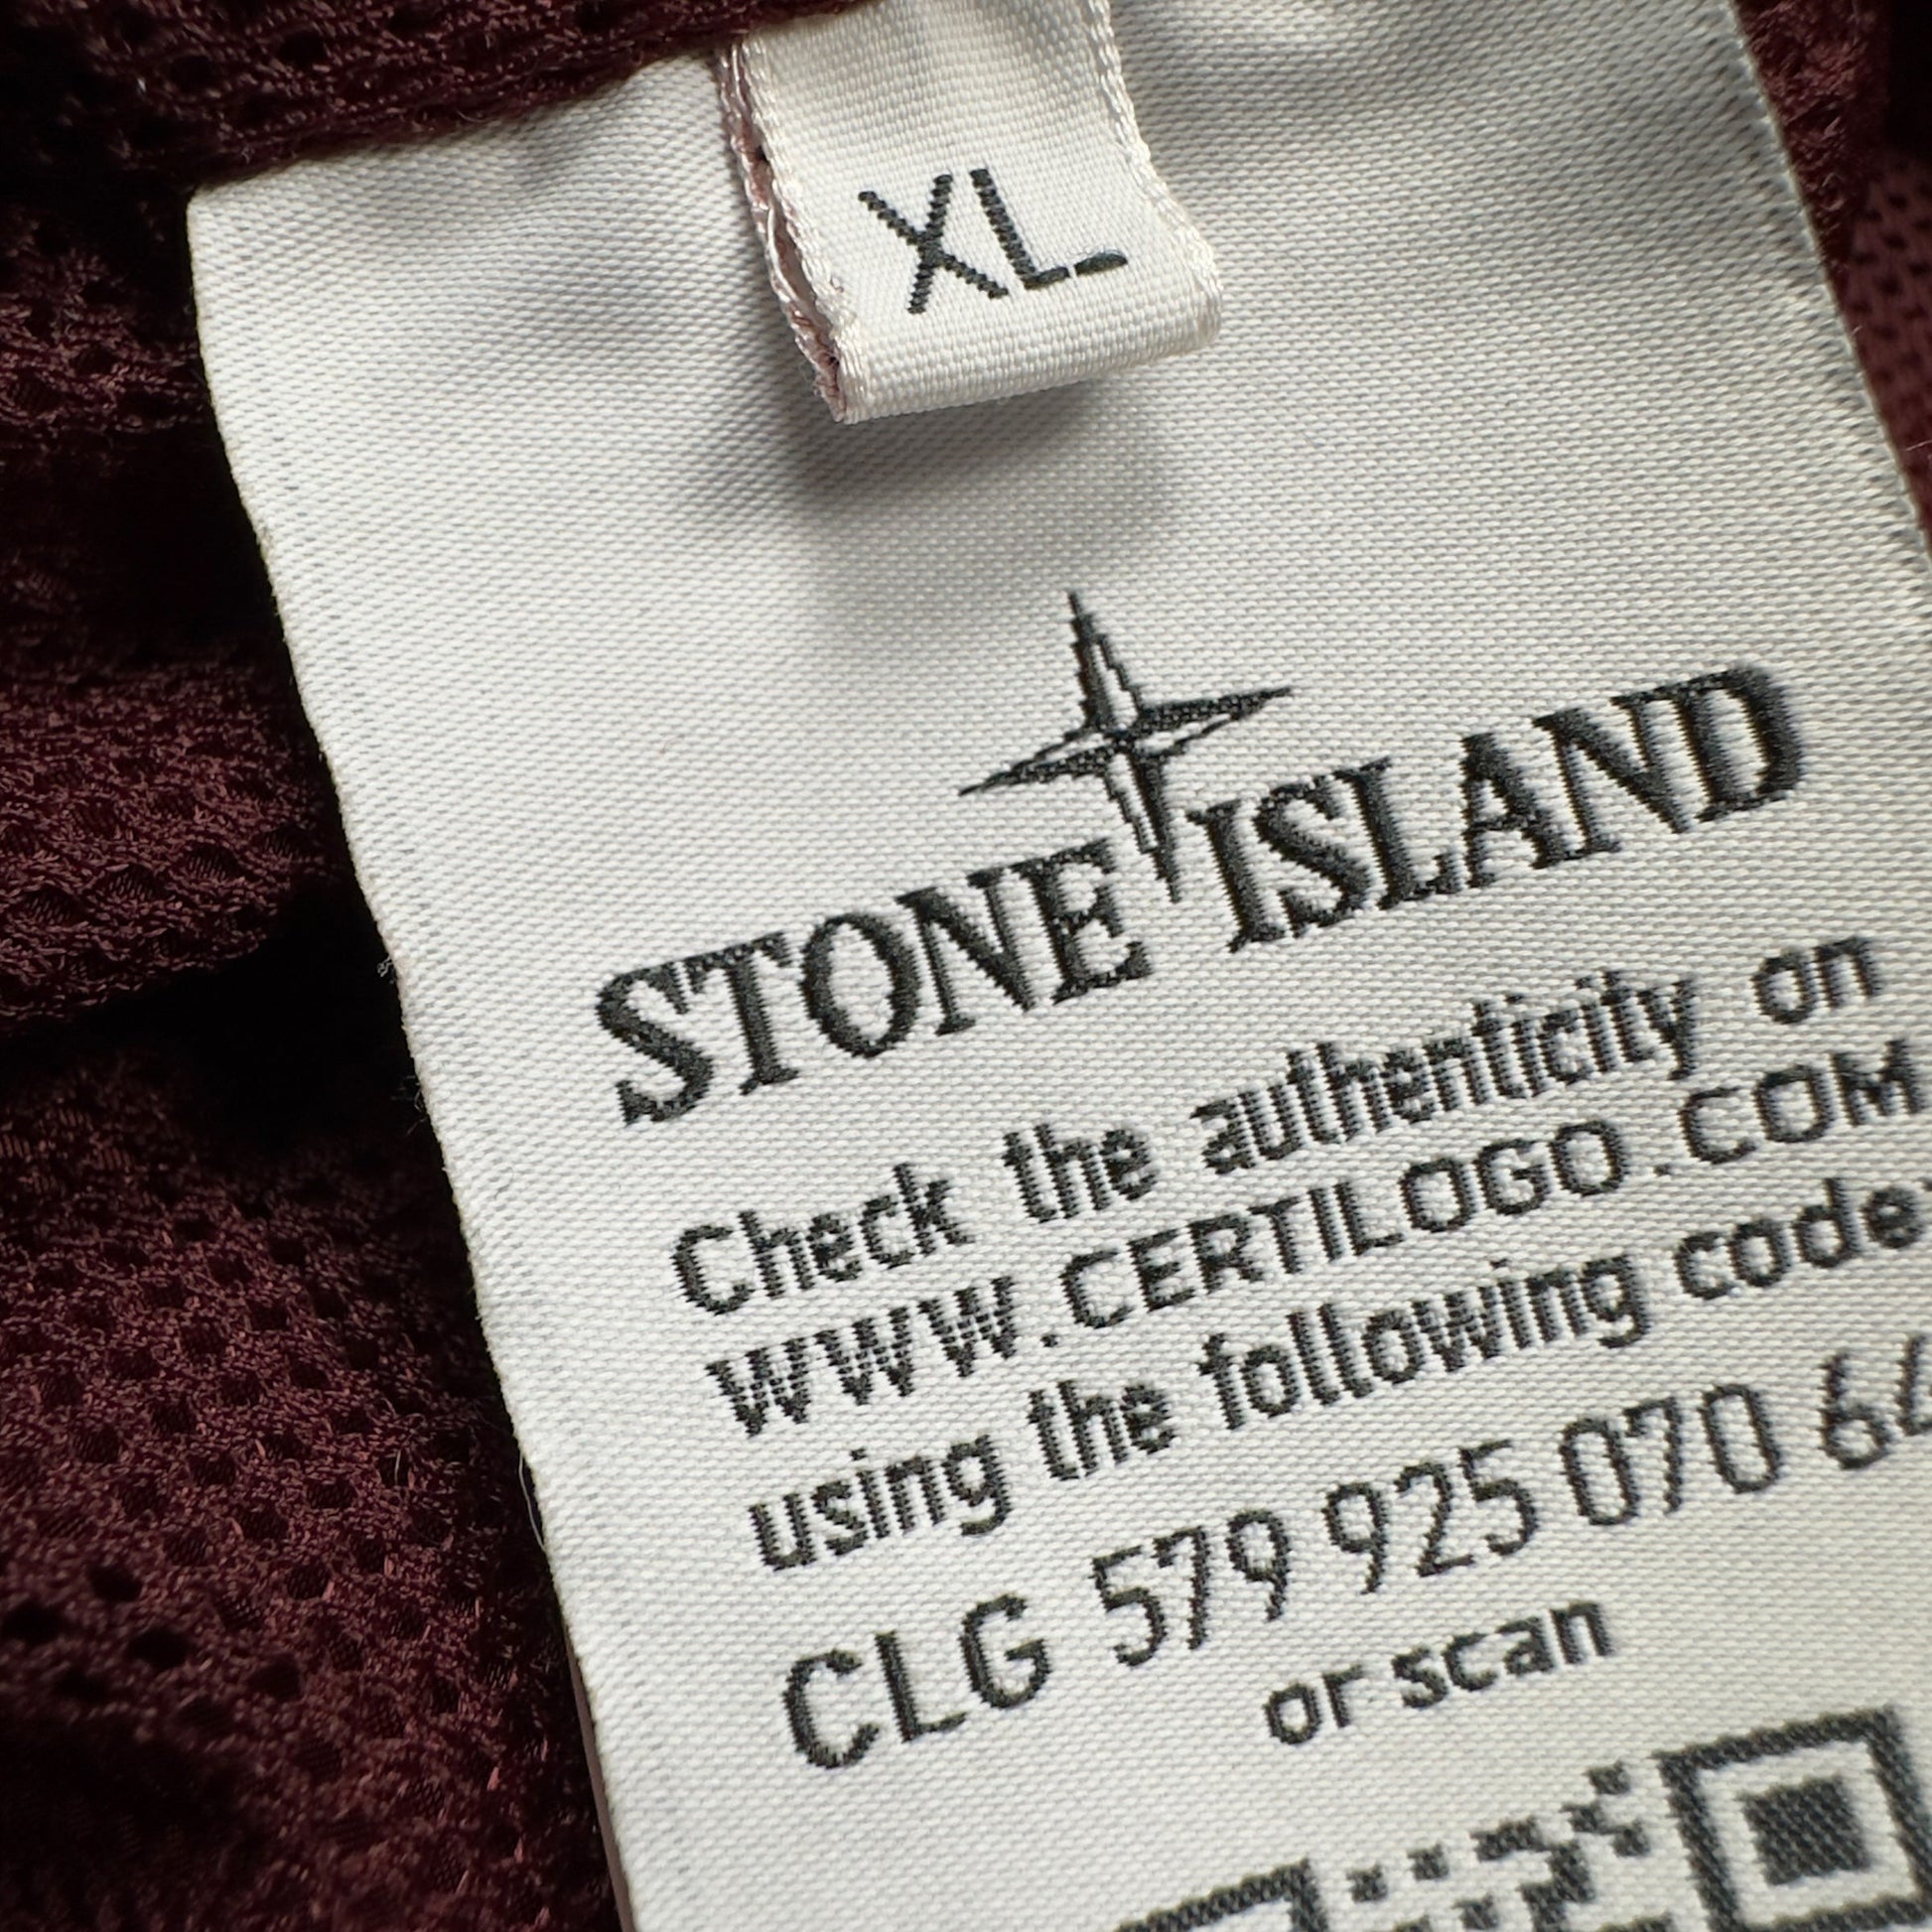 XL
STONE ISLAND
Check the authenticity on
WWW.CERTILOGO.COM
using the following code:
CLG 579 925 070 64
or scan